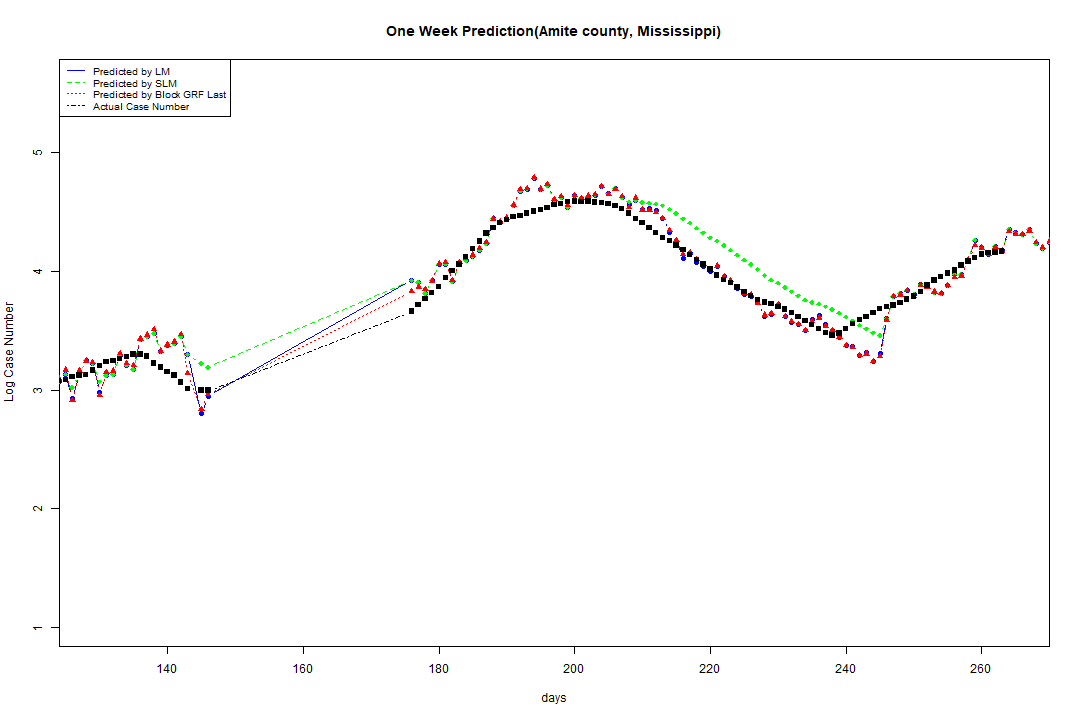 One Week Prediction(Amite county, Mississippi)
Predicted by LM
Predicted by SLM
Predicted by Block GRF Last
Actual Case Number
Log Case Number
5
4
3
2
1
140 160 180 200 220 240 260
days